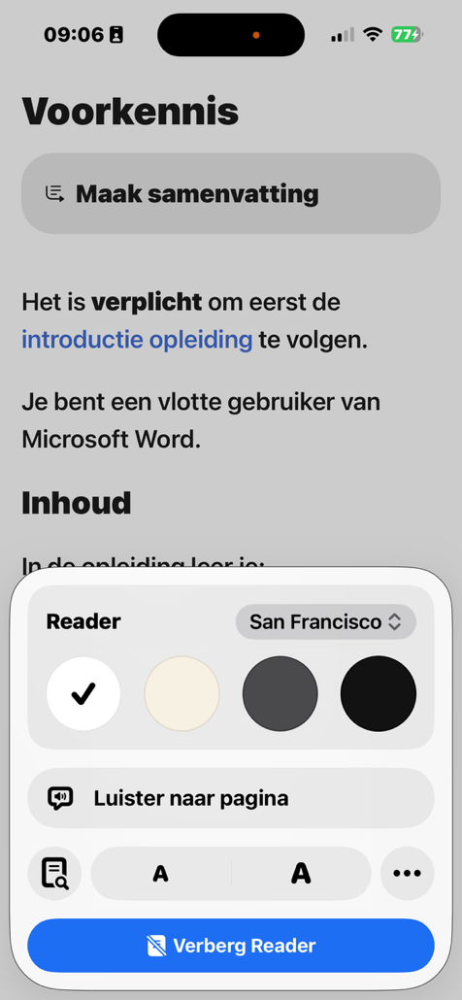 09:06
77
Voorkennis
Maak samenvatting
Het is verplicht om eerst de
introductie opleiding te volgen.
Je bent een vlotte gebruiker van
Microsoft Word.
Inhoud
In de opleiding leer je:
Reader
San Francisco
Luister naar pagina
A
A
Verberg Reader